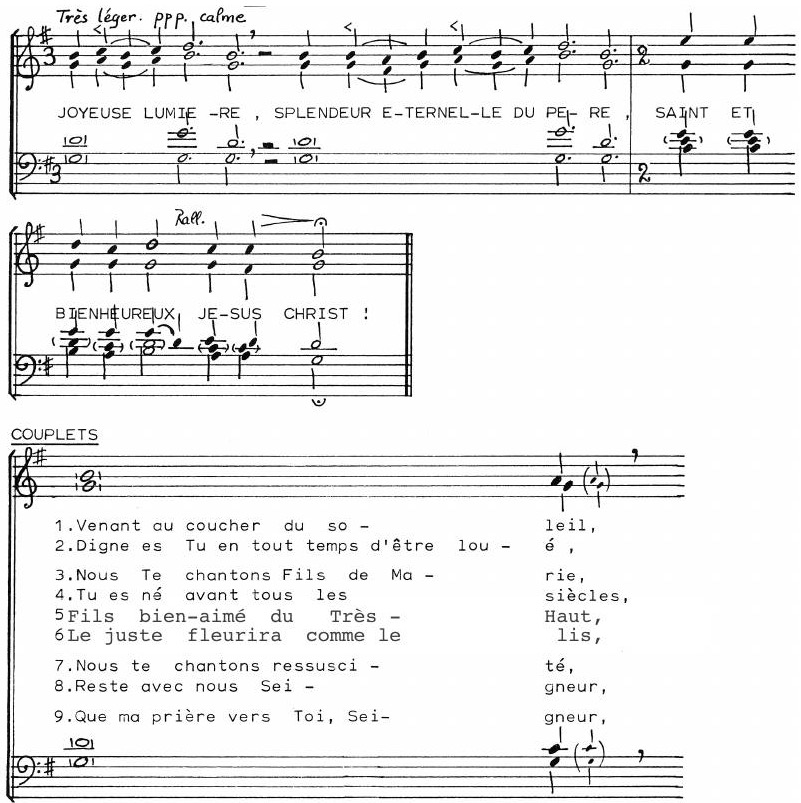 Très léger. ppp. calme
JOYEUSE LUMIE-RE, SPLENDEUR E-TERNEL-LE DU PE-RE, SAINT ET
Rall.
BIENHEUREUX JE-SUS CHRIST !
COUPLETS
1.Venant au coucher du so - leil,
2.Digne es Tu en tout temps d'être lou - é ,
3.Nous Te chantons Fils de Ma - rie,
4.Tu es né avant tous les siècles,
5 Fils bien-aimé du Très - Haut,
6 Le juste fleurira comme le lis,
7.Nous te chantons ressusci - té,
8.Reste avec nous Sei - gneur,
9.Que ma prière vers Toi, Sei- gneur,